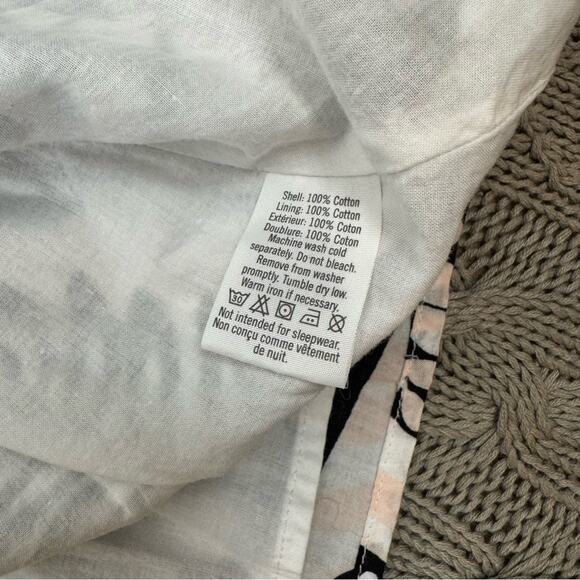 Shell: 100% Cotton
Lining: 100% Cotton
Extérieur: 100% Coton
Doublure: 100% Coton
Machine wash cold
separately. Do not bleach.
Remove from washer
promptly. Tumble dry low.
Warm iron if necessary.
30
Not intended for sleepwear.
Non conçu comme vêtement
de nuit.